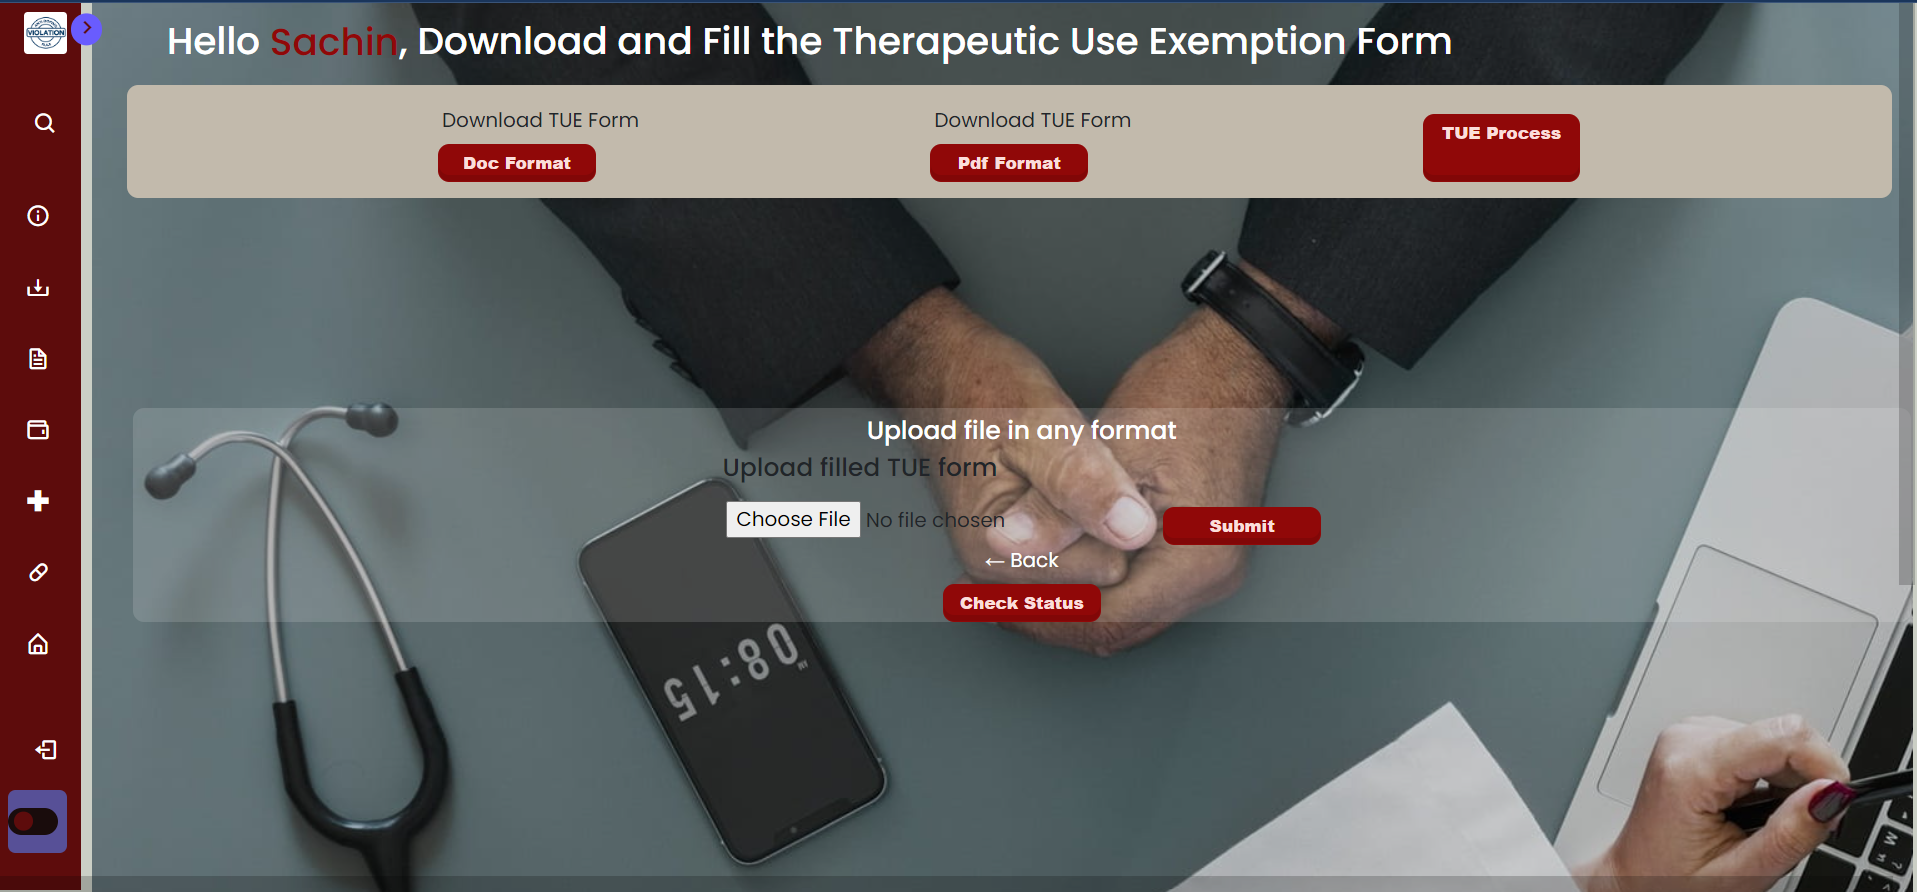 VIOLATION
Hello Sachin, Download and Fill the Therapeutic Use Exemption Form
Download TUE Form
Doc Format
Download TUE Form
Pdf Format
TUE Process
Upload file in any format
Upload filled TUE form
Choose File No file chosen
Submit
← Back
Check Status
08:15